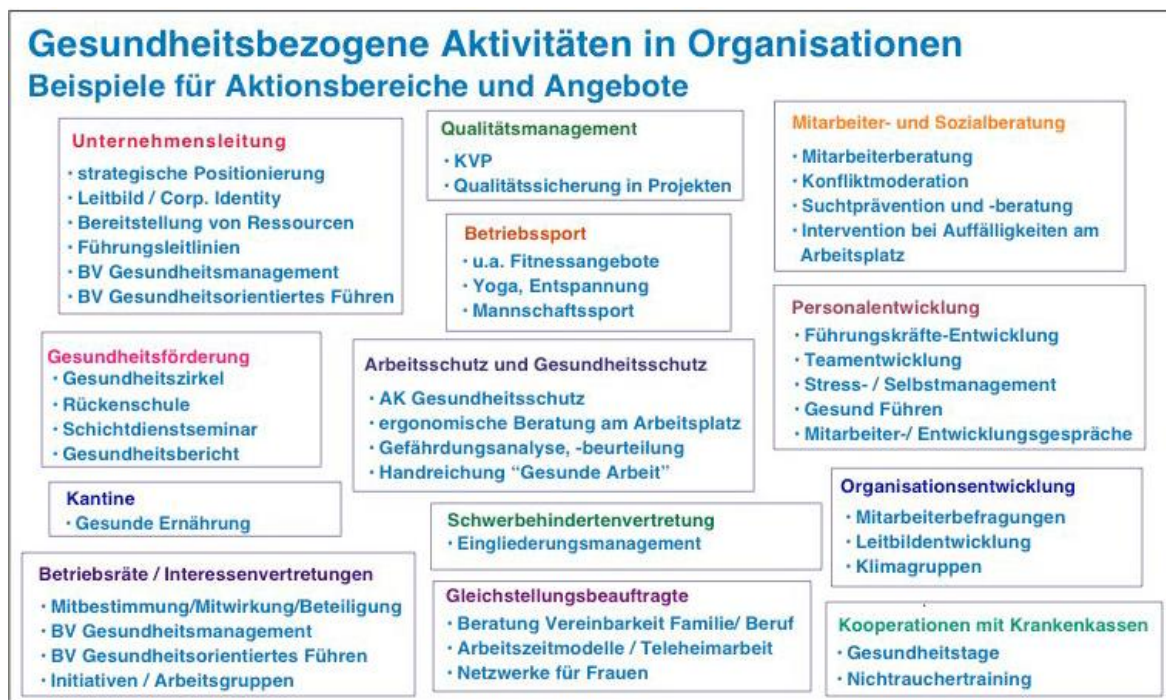 Gesundheitsbezogene Aktivitäten in Organisationen
Beispiele für Aktionsbereiche und Angebote
Unternehmensleitung
· strategische Positionierung
· Leitbild / Corp. Identity
· Bereitstellung von Ressourcen
· Führungsleitlinien
· BV Gesundheitsmanagement
· BV Gesundheitsorientiertes Führen
Qualitätsmanagement
· KVP
· Qualitätssicherung in Projekten
Mitarbeiter- und Sozialberatung
· Mitarbeiterberatung
· Konfliktmoderation
· Suchtprävention und -beratung
· Intervention bei Auffälligkeiten am
Arbeitsplatz
Betriebssport
· u.a. Fitnessangebote
· Yoga, Entspannung
· Mannschaftssport
Personalentwicklung
· Führungskräfte-Entwicklung
· Teamentwicklung
· Stress- / Selbstmanagement
· Gesund Führen
· Mitarbeiter-/ Entwicklungsgespräche
Gesundheitsförderung
· Gesundheitszirkel
· Rückenschule
· Schichtdienstseminar
· Gesundheitsbericht
Arbeitsschutz und Gesundheitsschutz
· AK Gesundheitsschutz
· ergonomische Beratung am Arbeitsplatz
· Gefährdungsanalyse, -beurteilung
· Handreichung “Gesunde Arbeit”
Kantine
· Gesunde Ernährung
Schwerbehindertenvertretung
· Eingliederungsmanagement
Organisationsentwicklung
· Mitarbeiterbefragungen
· Leitbildentwicklung
· Klimagruppen
Betriebsräte / Interessenvertretungen
· Mitbestimmung/Mitwirkung/Beteiligung
· BV Gesundheitsmanagement
· BV Gesundheitsorientiertes Führen
· Initiativen / Arbeitsgruppen
Gleichstellungsbeauftragte
· Beratung Vereinbarkeit Familie/ Beruf
· Arbeitszeitmodelle / Teleheimarbeit
· Netzwerke für Frauen
Kooperationen mit Krankenkassen
· Gesundheitstage
· Nichtrauchertraining